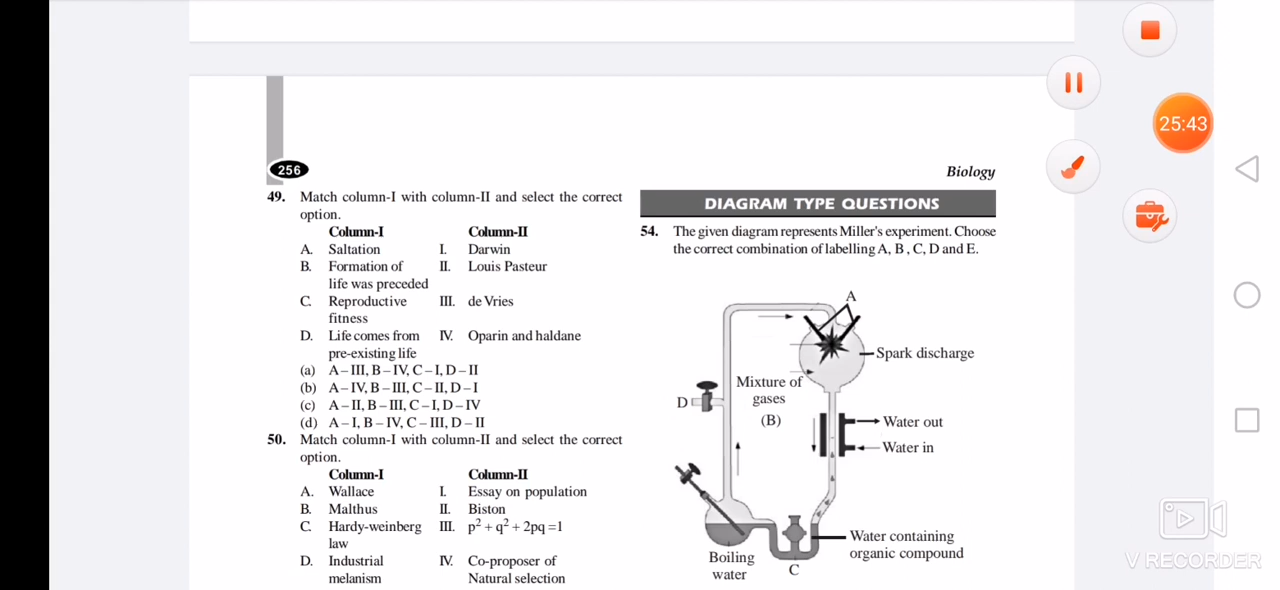 256
Biology
49. Match column-I with column-II and select the correct
option.
Column-I Column-II
A. Saltation I. Darwin
B. Formation of II. Louis Pasteur
life was preceded
C. Reproductive III. de Vries
fitness
D. Life comes from IV. Oparin and haldane
pre-existing life
(a) A – III, B – IV, C – I, D – II
(b) A – IV, B – III, C – II, D – I
(c) A – II, B – III, C – I, D – IV
(d) A – I, B – IV, C – III, D – II
50. Match column-I with column-II and select the correct
option.
Column-I Column-II
A. Wallace I. Essay on population
B. Malthus II. Biston
C. Hardy-weinberg III. p² + q² + 2pq =1
law
D. Industrial IV. Co-proposer of
melanism Natural selection
DIAGRAM TYPE QUESTIONS
54. The given diagram represents Miller's experiment. Choose
the correct combination of labelling A, B , C, D and E.
A
Spark discharge
Mixture of
gases
(B)
D
Water out
Water in
Water containing
organic compound
Boiling
water
C
25:43
V RECORDER